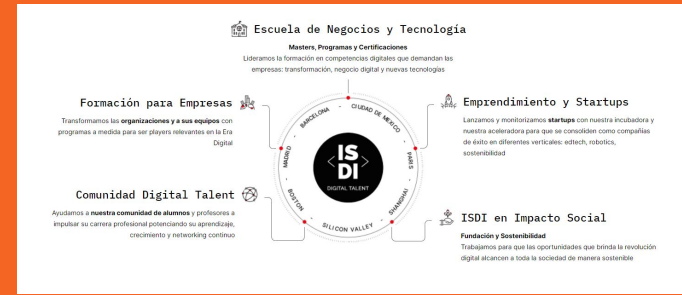 Escuela de Negocios y Tecnología
Masters, Programas y Certificaciones
Lideramos la formación en competencias digitales que demandan las
empresas: transformación, negocio digital y nuevas tecnologías
Formación para Empresas
Transformamos las organizaciones y a sus equipos con
programas a medida para ser players relevantes en la Era
Digital
Comunidad Digital Talent
Ayudamos a nuestra comunidad de alumnos y profesores a
impulsar su carrera profesional potenciando su aprendizaje,
crecimiento y networking continuo
MADRID - BARCELONA - CIUDAD DE MEXICO - PARIS - SHANGHAI - SILICON VALLEY - BOSTON -
IS
DI
DIGITAL TALENT
Emprendimiento y Startups
Lanzamos y monitorizamos startups con nuestra incubadora y
nuestra aceleradora para que se consoliden como compañías
de éxito en diferentes verticales: edtech, robotics,
sostenibilidad
ISDI en Impacto Social
Fundación y Sostenibilidad
Trabajamos para que las oportunidades que brinda la revolución
digital alcancen a toda la sociedad de manera sostenible